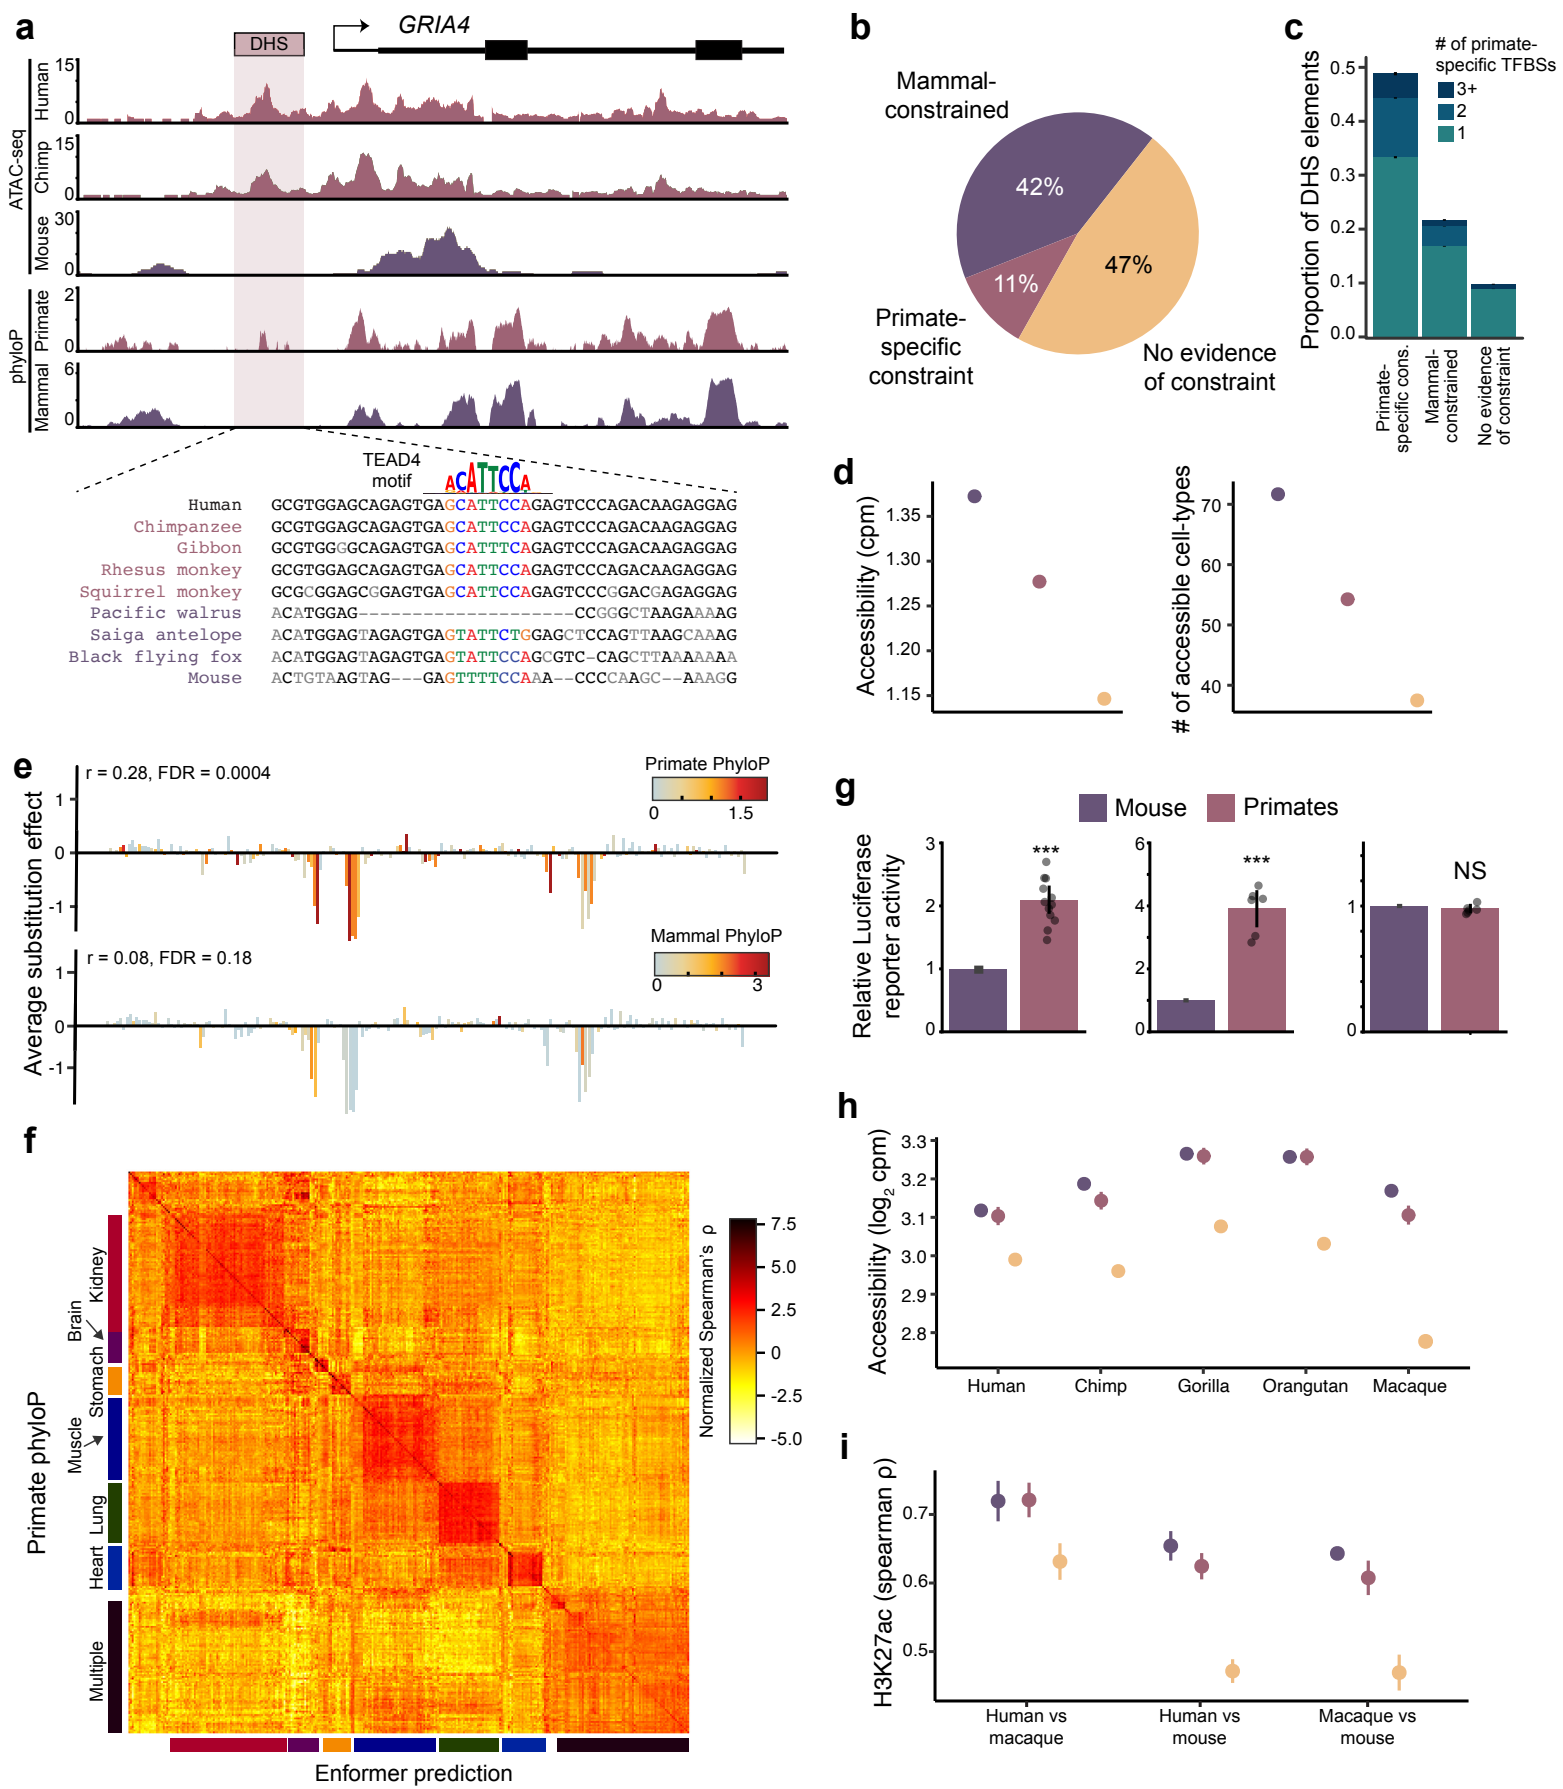 a
DHS
GRIA4
ATAC-seq
Human
15
0
Chimp
15
0
Mouse
30
0
phyloP
Primate
2
0
Mammal
6
0
TEAD4
motif
ACATTCCA
Human GCGTGGAGCAGAGTGAGCATTCCAGAGTCCCAGACAAGAGGAG
Chimpanzee GCGTGGAGCAGAGTGAGCATTCCAGAGTCCCAGACAAGAGGAG
Gibbon GCGTGGGGCAGAGTGAGCATTTCAGAGTCCCAGACAAGAGGAG
Rhesus monkey GCGTGGAGCAGAGTGAGCATTCCAGAGTCCCAGACAAGAGGAG
Squirrel monkey GCGCGGAGCGGAGTGAGCATTCCAGAGTCCCGGACGAGAGGAG
Pacific walrus ACATGGAG--------------------CCGGGCTAAGAAAAG
Saiga antelope ACATGGAGTAGAGTGAGTATTCTGGAGCTCCAGTTAAGCAAAG
Black flying fox ACATGGAGTAGAGTGAGTATTCCAGCGTC-CAGCTTAAAAAAA
Mouse ACTGTAAGTAG---GAGTTTTCCAAA--CCCCAAGC--AAAGG
b
Mammal-
constrained
42%
47%
11%
Primate-
specific
constraint
No evidence
of constraint
c
# of primate-
specific TFBSs
3+
2
1
Proportion of DHS elements
0.5
0.4
0.3
0.2
0.1
0.0
Primate-
specific cons.
Mammal-
constrained
No evidence
of constraint
d
Accessibility (cpm)
1.35
1.30
1.25
1.20
1.15
# of accessible cell-types
70
60
50
40
e
r = 0.28, FDR = 0.0004
Primate PhyloP
0 1.5
Average substitution effect
1
0
-1
r = 0.08, FDR = 0.18
Mammal PhyloP
0 3
1
0
-1
f
Primate phyloP
Kidney
Brain
Stomach
Muscle
Lung
Heart
Multiple
Enformer prediction
Normalized Spearman's ρ
7.5
5.0
2.5
0
-2.5
-5.0
g
Mouse Primates
Relative Luciferase
reporter activity
3
2
1
0
***
6
4
2
0
***
1
0
NS
h
Accessibility (log2 cpm)
3.3
3.2
3.1
3.0
2.9
2.8
Human Chimp Gorilla Orangutan Macaque
i
H3K27ac (spearman ρ)
0.7
0.6
0.5
Human vs
macaque
Human vs
mouse
Macaque vs
mouse